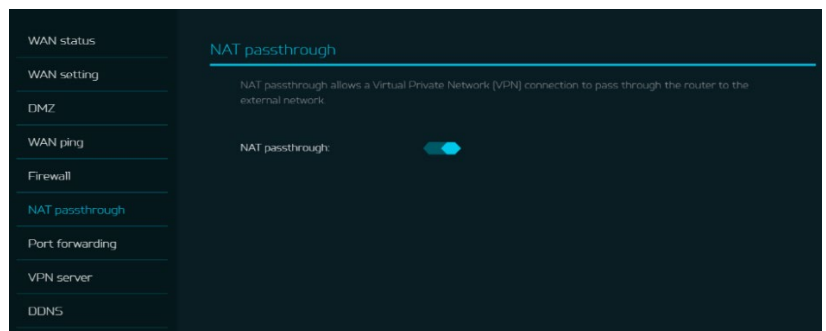 WAN status
WAN setting
DMZ
WAN ping
Firewall
NAT passthrough
Port forwarding
VPN server
DDNS
NAT passthrough
NAT passthrough allows a Virtual Private Network (VPN) connection to pass through the router to the
external network.
NAT passthrough: